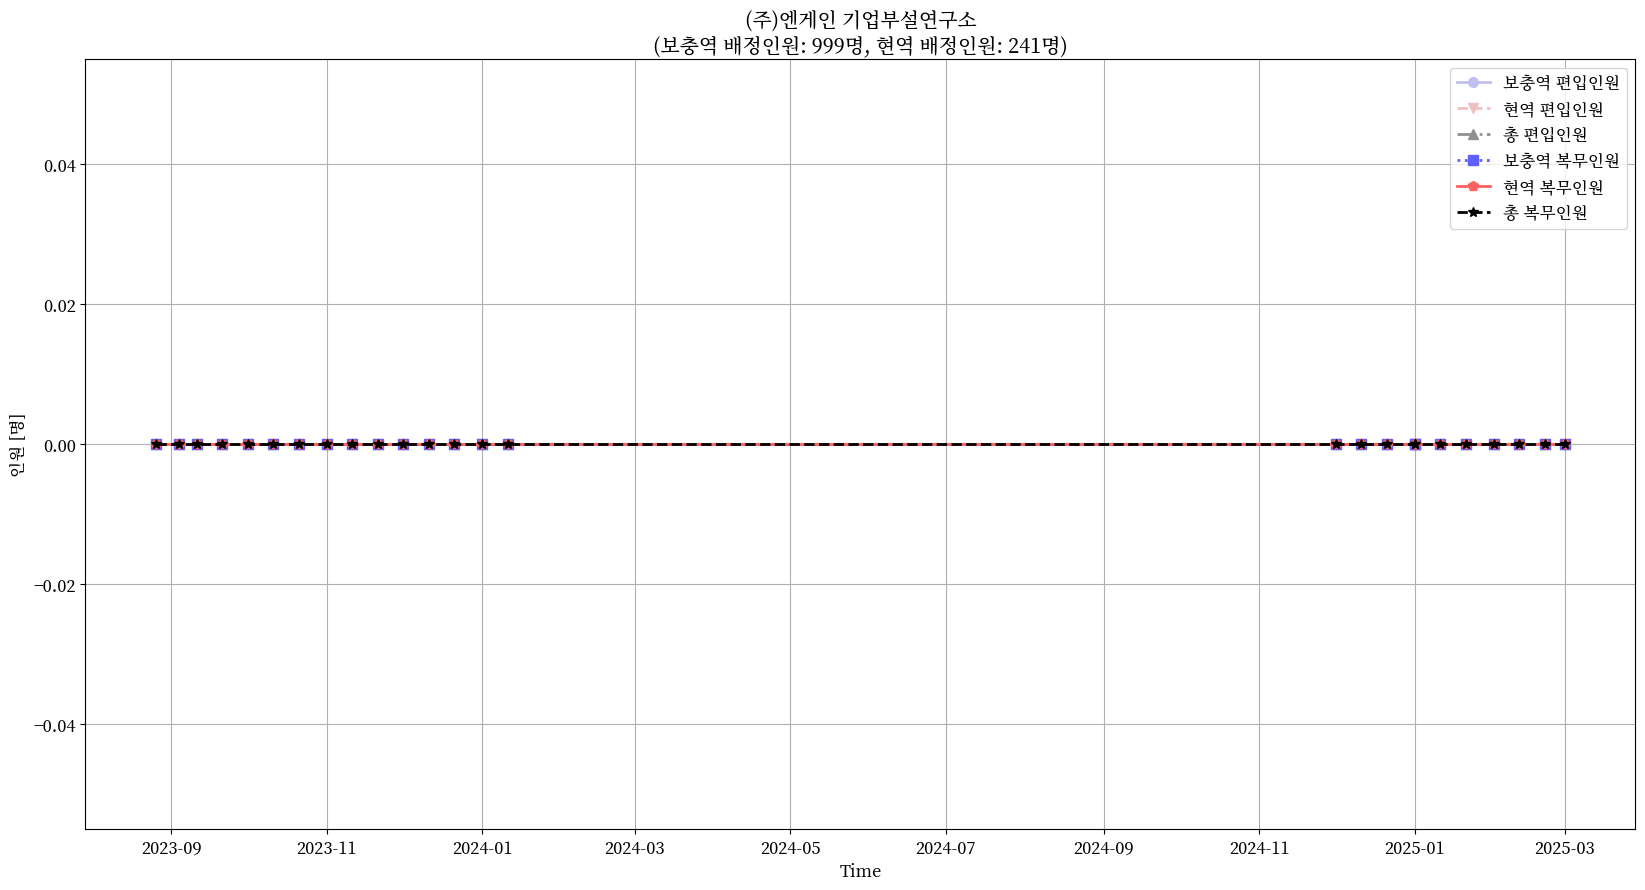 (주)엔게인 기업부설연구소
(보충역 배정인원: 999명, 현역 배정인원: 241명)
보충역 편입인원
현역 편입인원
총 편입인원
보충역 복무인원
현역 복무인원
총 복무인원
인원 [명]
0.04
0.02
0.00
−0.02
−0.04
2023-09 2023-11 2024-01 2024-03 2024-05 2024-07 2024-09 2024-11 2025-01 2025-03
Time